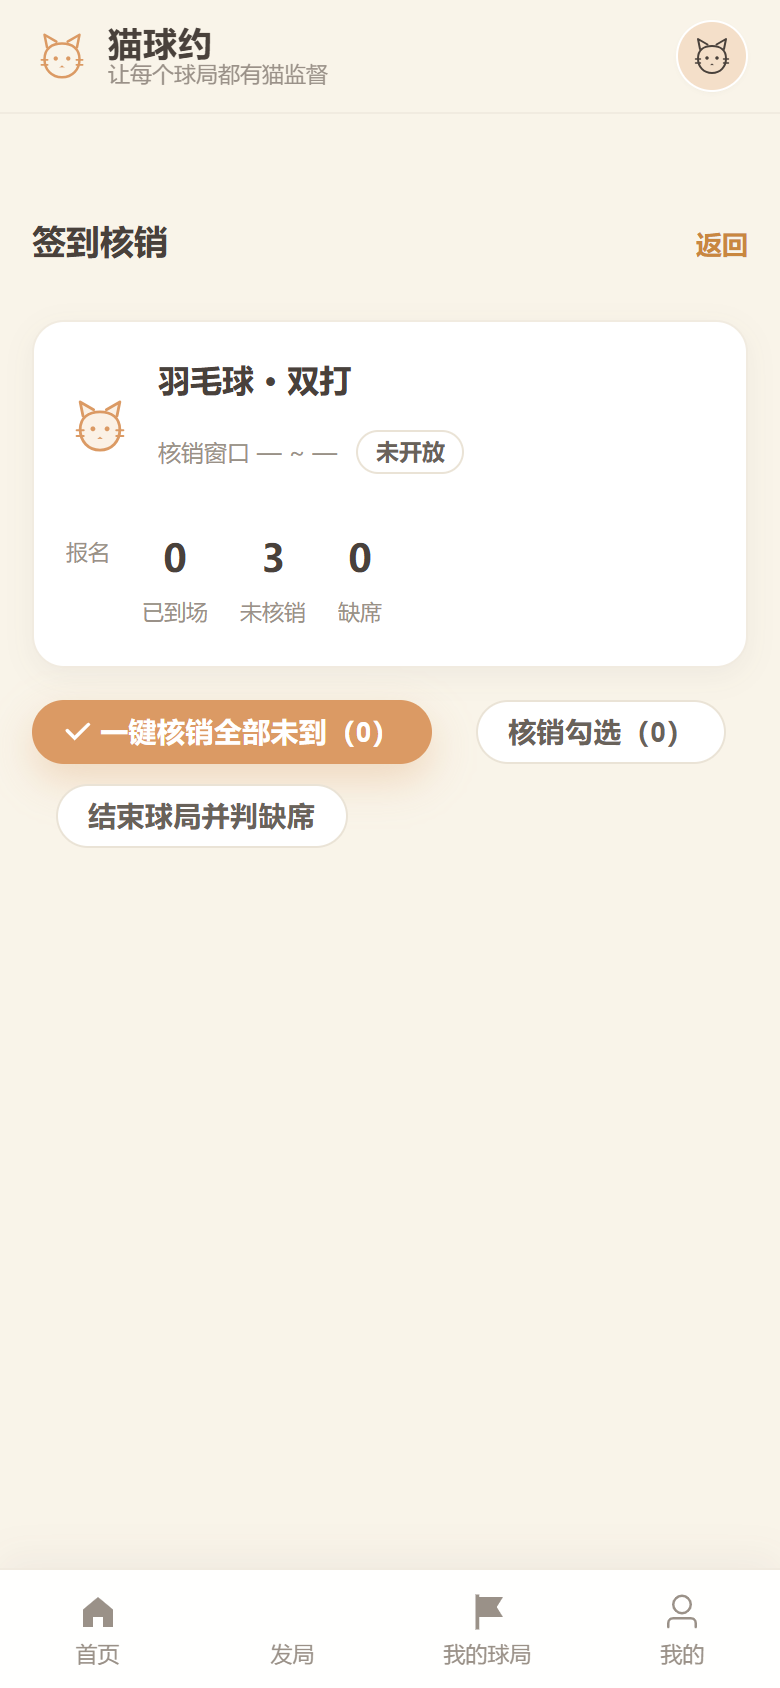 猫球约
让每个球局都有猫监督
签到核销
返回
羽毛球·双打
核销窗口 — ~ —
未开放
报名
0
已到场
3
未核销
0
缺席
一键核销全部未到（0）
核销勾选（0）
结束球局并判缺席
首页
发局
我的球局
我的